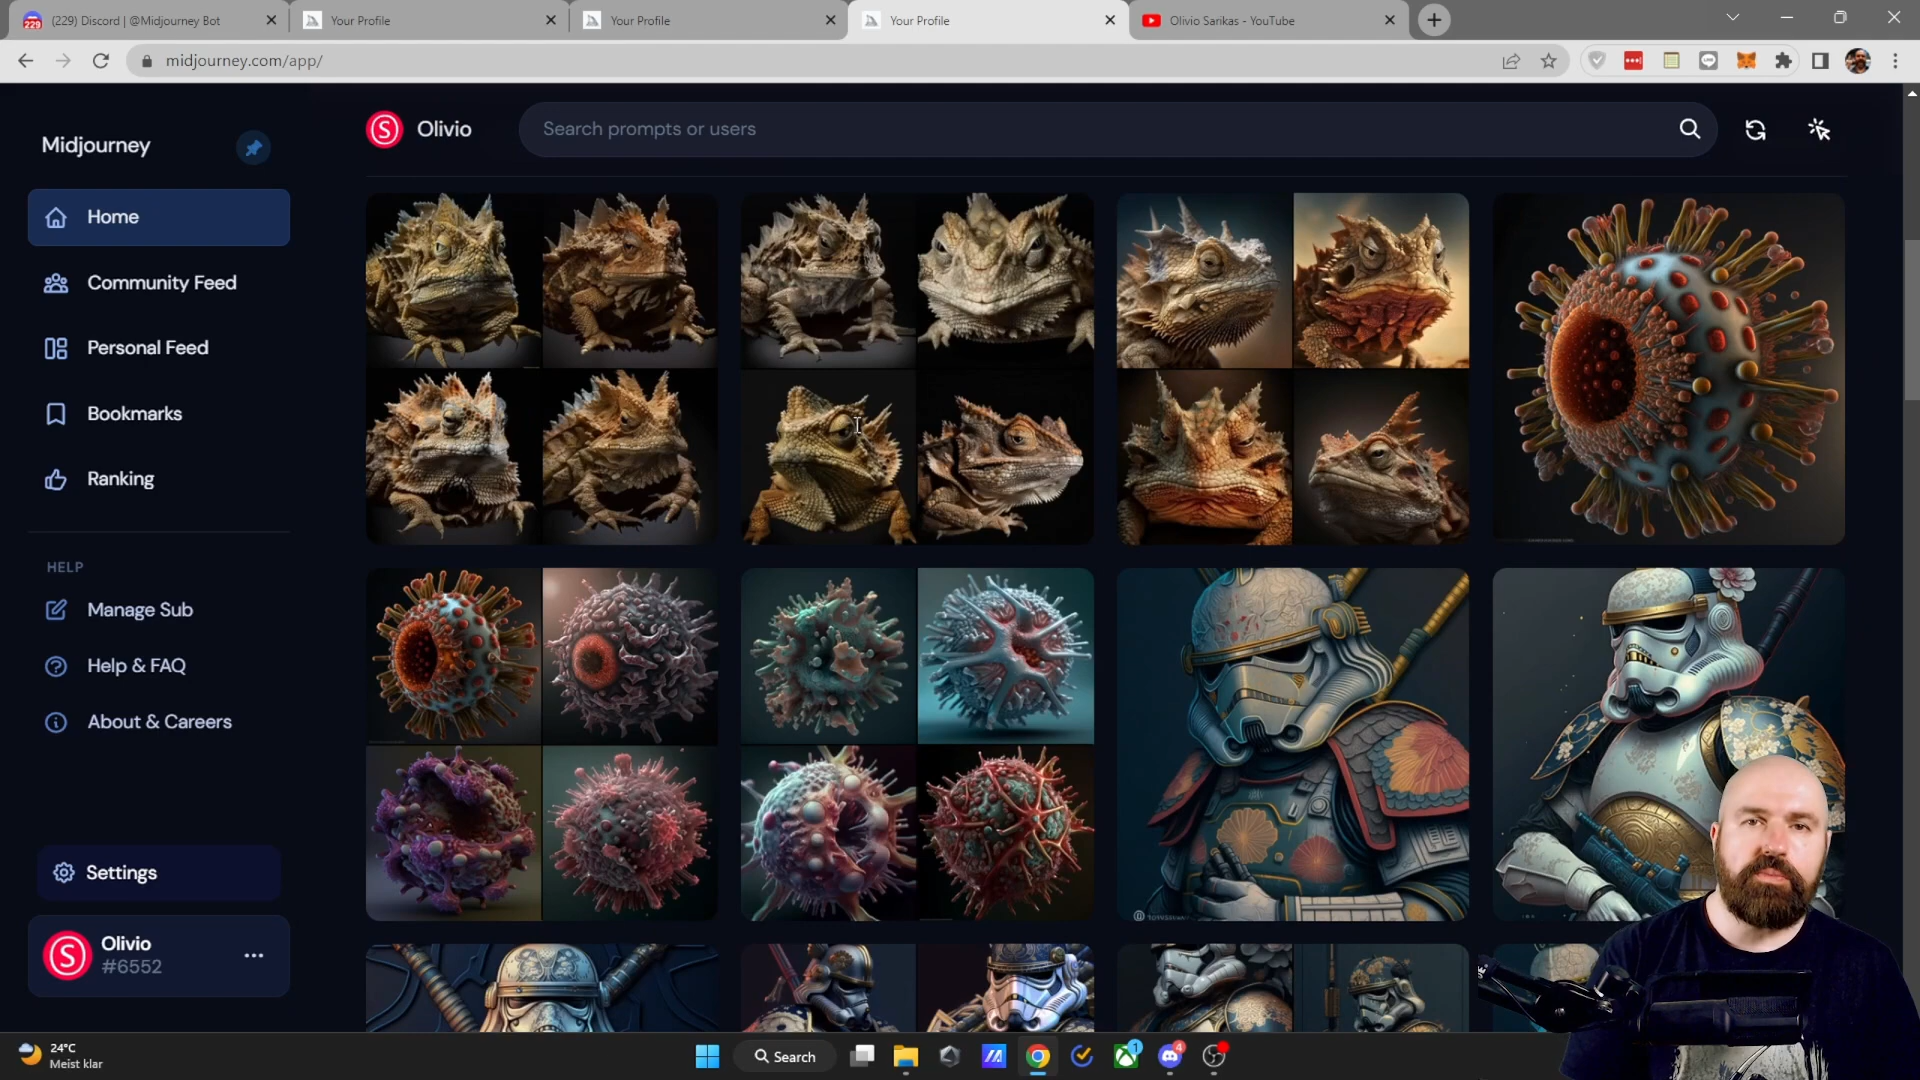 (229) Discord | @Midjourney Bot
Your Profile
Your Profile
Your Profile
Olivio Sarikas - YouTube
midjourney.com/app/
Midjourney
Olivio
Search prompts or users
Home
Community Feed
Personal Feed
Bookmarks
Ranking
HELP
Manage Sub
Help & FAQ
About & Careers
Settings
Olivio
#6552
24°C
Meist klar
Search
1
4